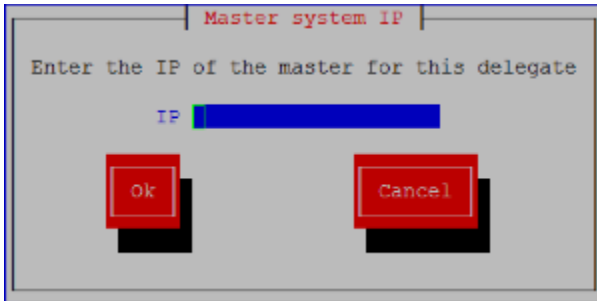 Master system IP
Enter the IP of the master for this delegate
IP
Ok Cancel